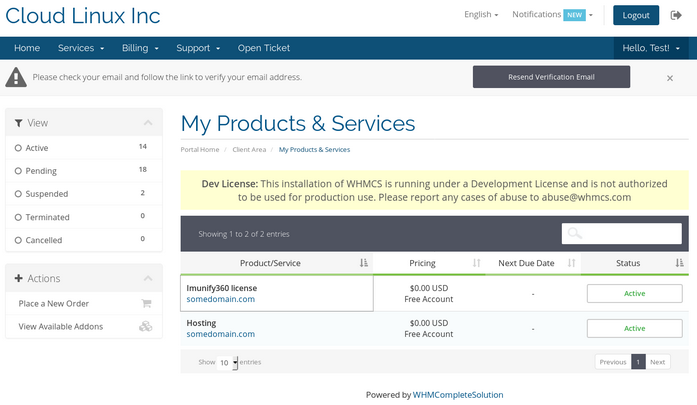 Cloud Linux Inc
English
Notifications NEW
Logout
Home Services Billing Support Open Ticket Hello, Test!
Please check your email and follow the link to verify your email address.
Resend Verification Email
×
View
Active 14
Pending 18
Suspended 2
Terminated 0
Cancelled 0
Actions
Place a New Order
View Available Addons
My Products & Services
Portal Home / Client Area / My Products & Services
Dev License: This installation of WHMCS is running under a Development License and is not authorized
to be used for production use. Please report any cases of abuse to abuse@whmcs.com
Showing 1 to 2 of 2 entries
Product/Service Pricing Next Due Date Status
Imunify360 license $0.00 USD
somedomain.com Free Account - Active
Hosting $0.00 USD
somedomain.com Free Account - Active
Show 10 entries
Previous 1 Next
Powered by WHMCompleteSolution